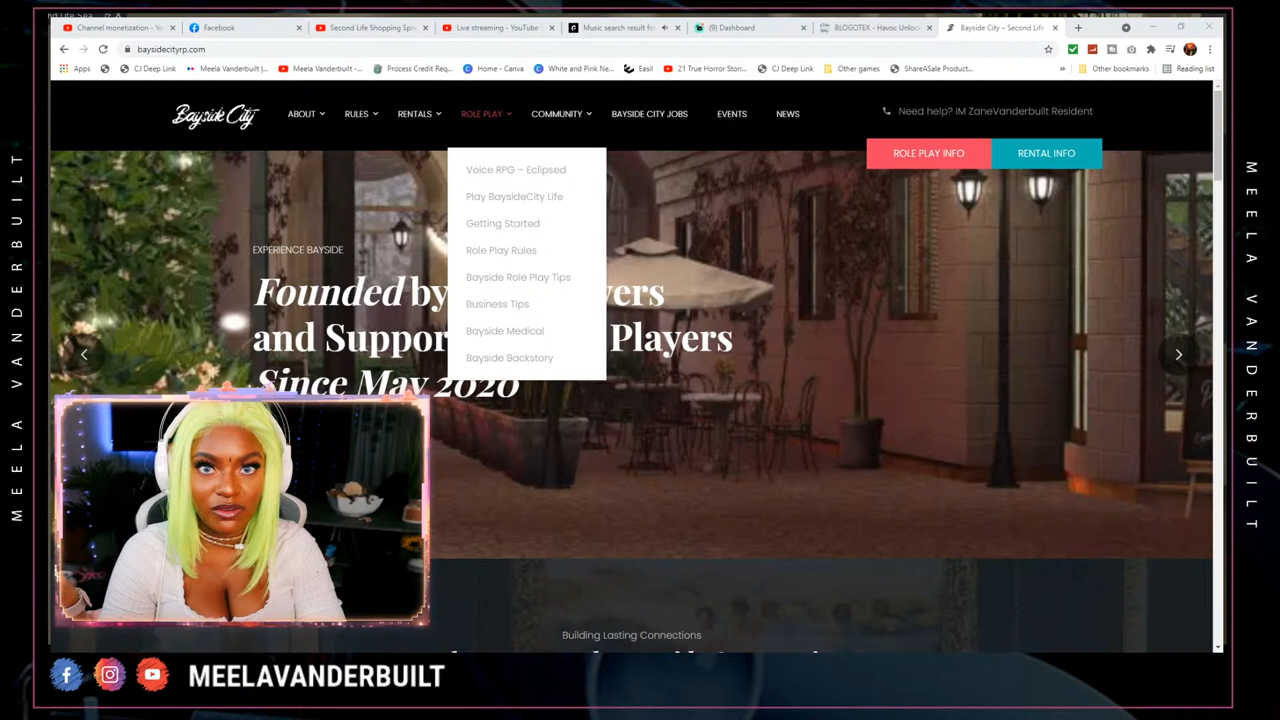 Channel monetization - Yo
Facebook
Second Life Shopping Spr
Live streaming - YouTube
Music search result for
(9) Dashboard
BLOGOTEX - Havoc Unloc
Bayside City – Second Life
baysidecityrp.com
Apps
CJ Deep Link
Meela Vanderbuilt |...
Meela Vanderbuilt -...
Process Credit Req...
Home - Canva
White and Pink Ne...
Easil
21 True Horror Stori...
CJ Deep Link
Other games
ShareASale Product...
»
Other bookmarks
Reading list
Bayside City
ABOUT
RULES
RENTALS
ROLE PLAY
COMMUNITY
BAYSIDE CITY JOBS
EVENTS
NEWS
Need help? IM ZaneVanderbuilt Resident
ROLE PLAY INFO
RENTAL INFO
Voice RPG – Eclipsed
Play BaysideCity Life
Getting Started
Role Play Rules
Bayside Role Play Tips
Business Tips
Bayside Medical
Bayside Backstory
EXPERIENCE BAYSIDE
Founded by yers
and Suppor Players
Since May 2020
Building Lasting Connections
MEELA VANDERBUILT
MEELA VANDERBUILT
MEELAVANDERBUILT